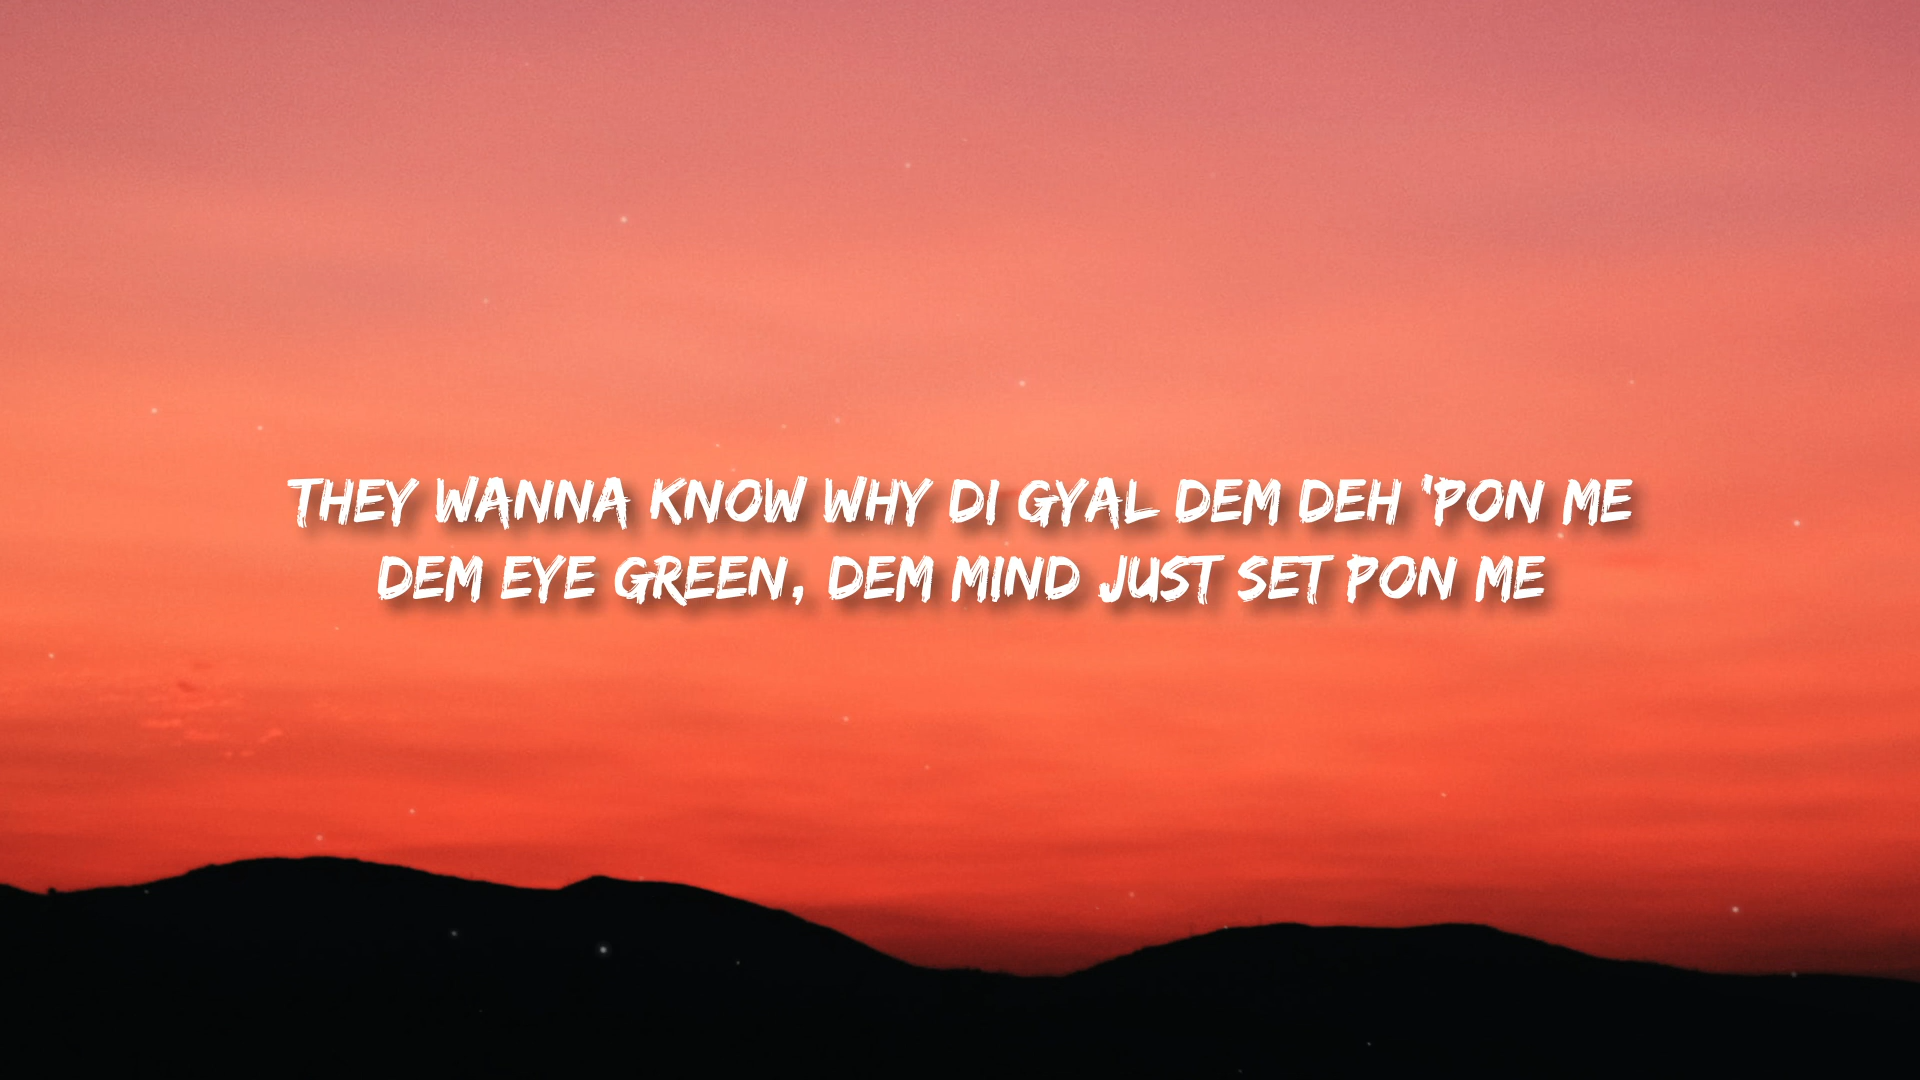 THEY WANNA KNOW WHY DI GYAL DEM DEH 'PON ME
DEM EYE GREEN, DEM MIND JUST SET PON ME